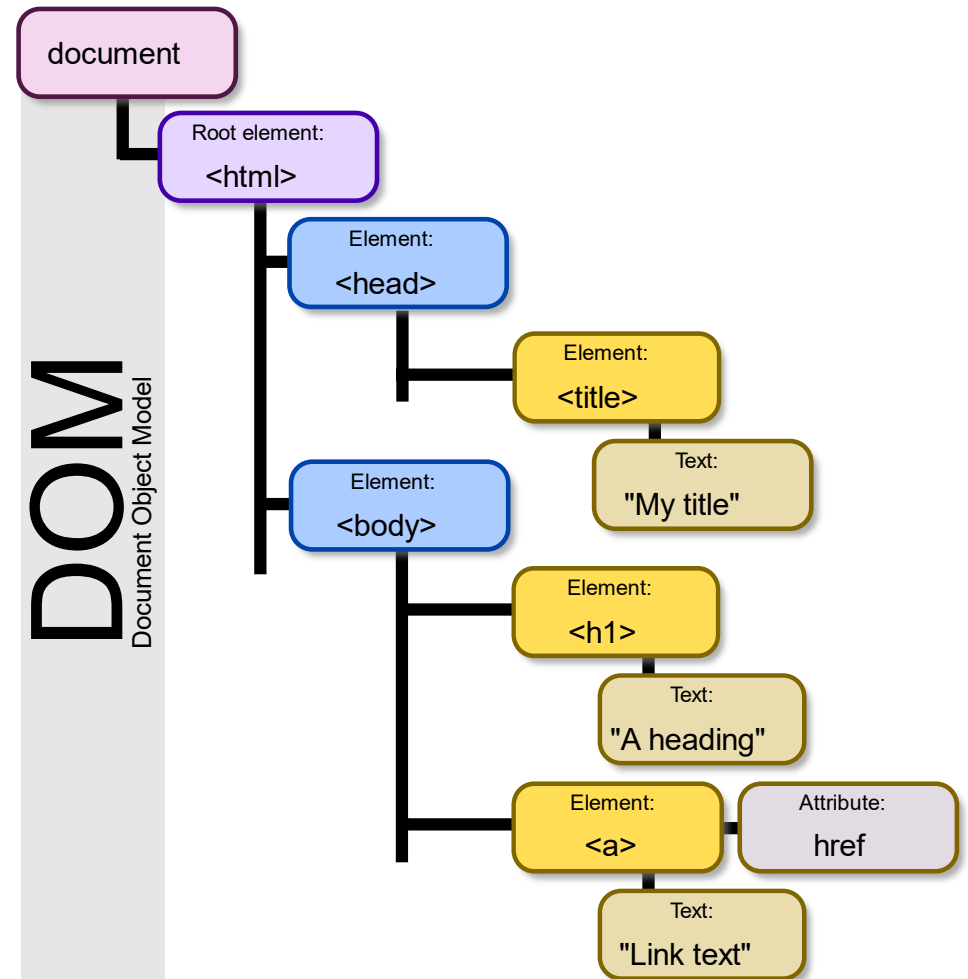 document
Root element:
<html>
Element:
<head>
Element:
<title>
Text:
"My title"
Element:
<body>
Element:
<h1>
Text:
"A heading"
Element:
<a>
Attribute:
href
Text:
"Link text"
DOM
Document Object Model